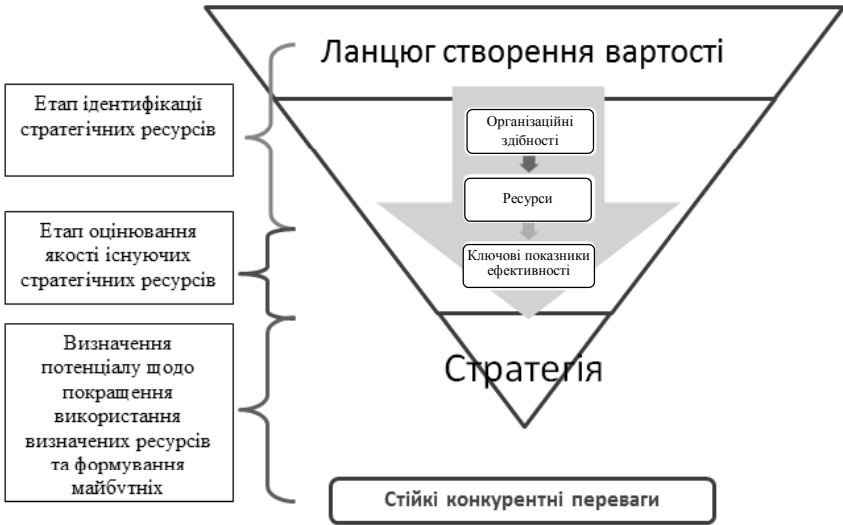 Ланцюг створення вартості
Етап ідентифікації
стратегічних ресурсів
Організаційні
здібності
Ресурси
Ключові показники
ефективності
Етап оцінювання
якості існуючих
стратегічних ресурсів
Визначення
потенціалу щодо
покращення
використання
визначених ресурсів
та формування
майбутніх
Стратегія
Стійкі конкурентні переваги